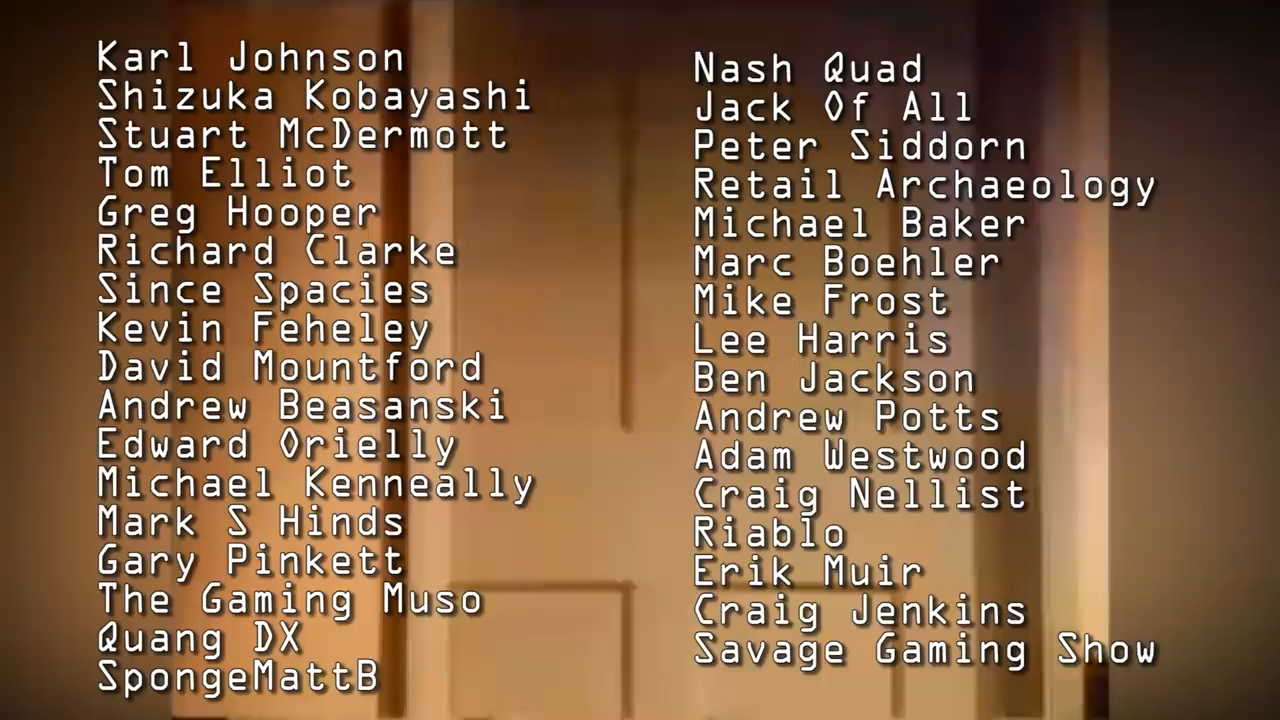 Karl Johnson
Shizuka Kobayashi
Stuart McDermott
Tom Elliot
Greg Hooper
Richard Clarke
Since Spacies
Kevin Feheley
David Mountford
Andrew Beasanski
Edward Orielly
Michael Kenneally
Mark S Hinds
Gary Pinkett
The Gaming Muso
Quang DX
SpongeMattB
Nash Quad
Jack Of All
Peter Siddorn
Retail Archaeology
Michael Baker
Marc Boehler
Mike Frost
Lee Harris
Ben Jackson
Andrew Potts
Adam Westwood
Craig Nellist
Riablo
Erik Muir
Craig Jenkins
Savage Gaming Show